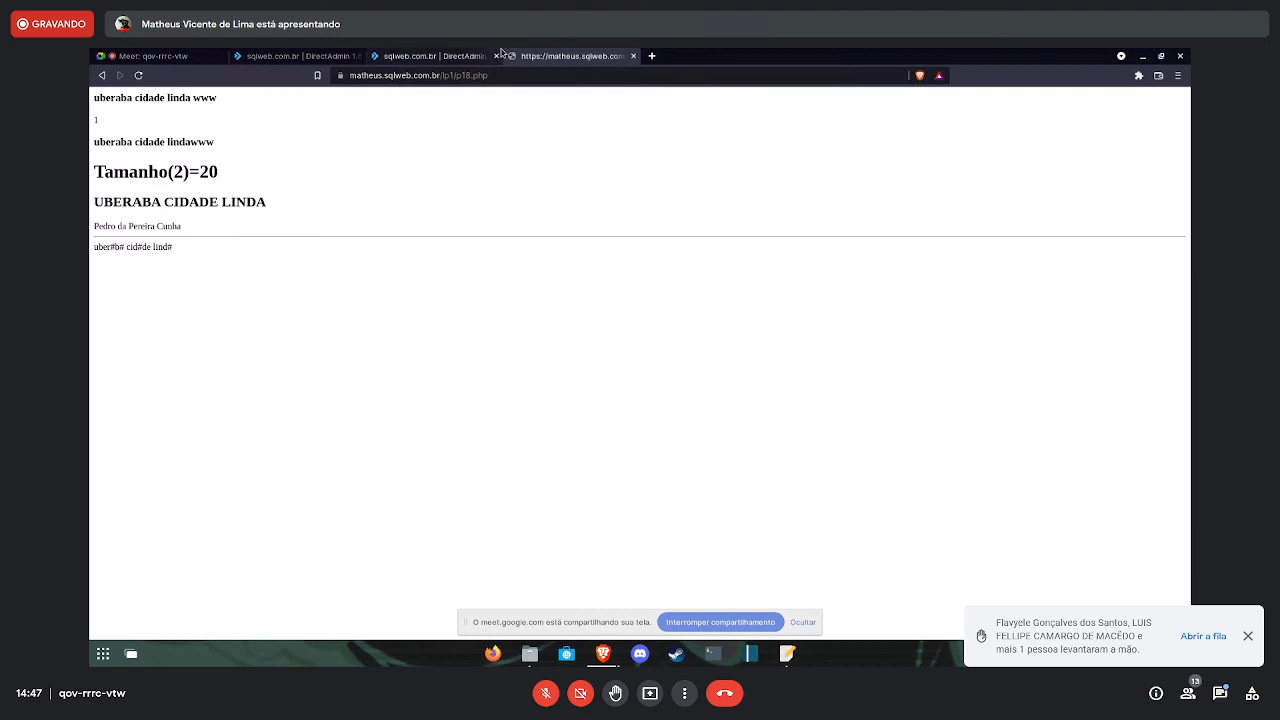 GRAVANDO
Matheus Vicente de Lima está apresentando
Meet: qov-rrrc-vtw
sqlweb.com.br | DirectAdmin 1.
sqlweb.com.br | DirectAdmin
https://matheus.sqlweb.com
matheus.sqlweb.com.br/lp1/p18.php
uberaba cidade linda www
1
uberaba cidade lindawww
Tamanho(2)=20
UBERABA CIDADE LINDA
Pedro da Pereira Cunha
uber#b# cid#de lind#
O meet.google.com está compartilhando sua tela.
Interromper compartilhamento
Ocultar
Flavyele Gonçalves dos Santos, LUIS
FELLIPE CAMARGO DE MACÊDO e
mais 1 pessoa levantaram a mão.
Abrir a fila
14:47
qov-rrrc-vtw
13